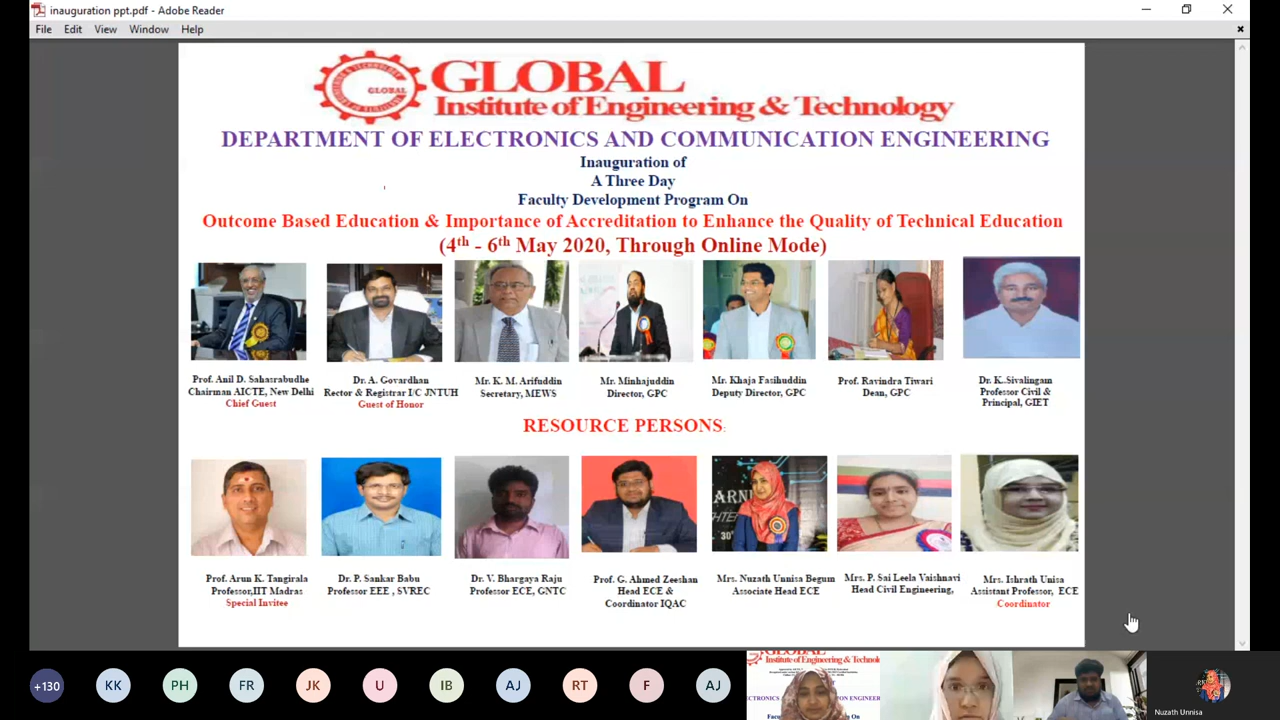 inauguration ppt.pdf - Adobe Reader
File Edit View Window Help
GLOBAL
GLOBAL
Institute of Engineering & Technology
DEPARTMENT OF ELECTRONICS AND COMMUNICATION ENGINEERING
Inauguration of
A Three Day
Faculty Development Program On
Outcome Based Education & Importance of Accreditation to Enhance the Quality of Technical Education
(4th - 6th May 2020, Through Online Mode)
Prof. Anil D. Sahasrabudhe
Chairman AICTE, New Delhi
Chief Guest
Dr. A. Govardhan
Rector & Registrar I/C JNTUH
Guest of Honor
Mr. K. M. Arifuddin
Secretary, MEWS
Mr. Minhajuddin
Director, GPC
Mr. Khaja Fasihuddin
Deputy Director, GPC
Prof. Ravindra Tiwari
Dean, GPC
Dr. K..Sivalingam
Professor Civil &
Principal, GIET
RESOURCE PERSONS:
Prof. Arun K. Tangirala
Professor,IIT Madras
Special Invitee
Dr. P. Sankar Babu
Professor EEE , SVREC
Dr. V. Bhargaya Raju
Professor ECE, GNTC
Prof. G. Ahmed Zeeshan
Head ECE &
Coordinator IQAC
Mrs. Nuzath Unnisa Begum
Associate Head ECE
Mrs. P. Sai Leela Vaishnavi
Head Civil Engineering,
Mrs. Ishrath Unisa
Assistant Professor, ECE
Coordinator
+130 KK PH FR JK U IB AJ RT F AJ
GLOBAL
Institute of Engineering & Technology
Nuzath Unnisa